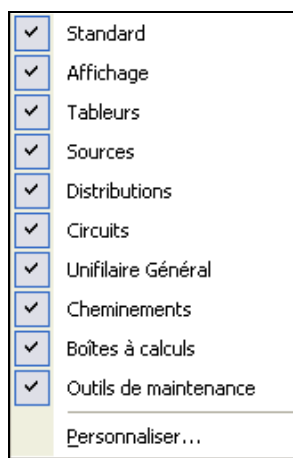 Standard
Affichage
Tableurs
Sources
Distributions
Circuits
Unifilaire Général
Cheminements
Boîtes à calculs
Outils de maintenance
Personnaliser...